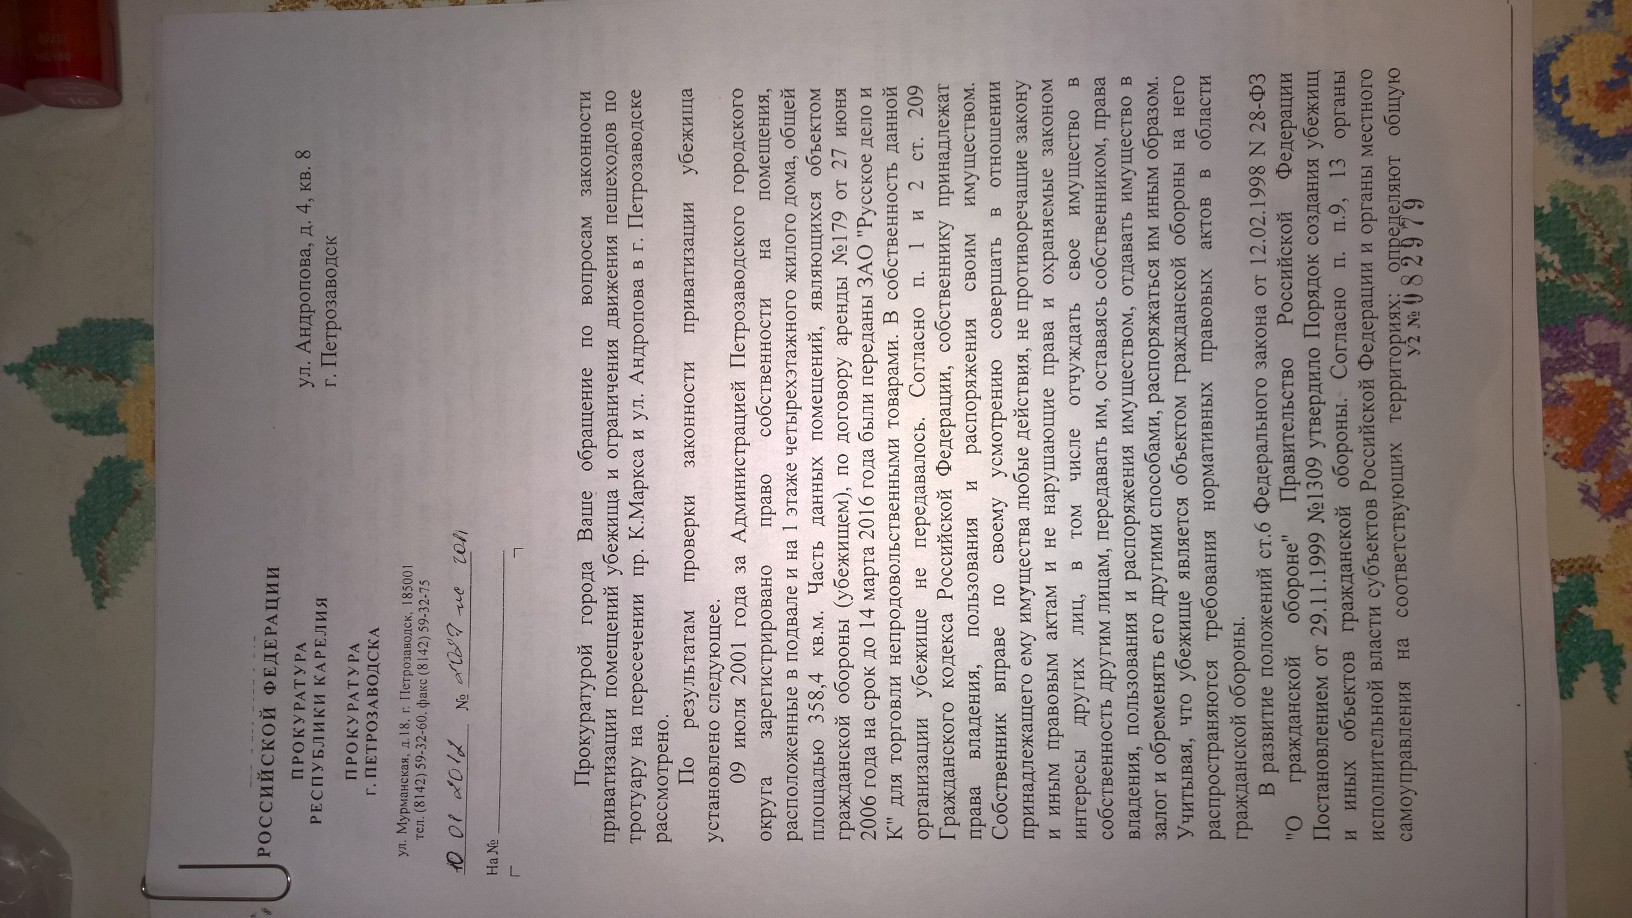 РОССИЙСКОЙ ФЕДЕРАЦИИ
ПРОКУРАТУРА
РЕСПУБЛИКИ КАРЕЛИЯ
ПРОКУРАТУРА
г. ПЕТРОЗАВОДСКА
ул. Мурманская, д.18, г. Петрозаводск, 185001
тел. (8142) 59-32-60, факс (8142) 59-32-75
10 01 2012 №
На №
ул. Андропова, д. 4, кв. 8
г. Петрозаводск
Прокуратурой города Ваше обращение по вопросам законности
приватизации помещений убежища и ограничения движения пешеходов по
тротуару на пересечении пр. К.Маркса и ул. Андропова в г. Петрозаводске
рассмотрено.
По результатам проверки законности приватизации убежища
установлено следующее.
09 июля 2001 года за Администрацией Петрозаводского городского
округа зарегистрировано право собственности на помещения,
расположенные в подвале и на 1 этаже четырехэтажного жилого дома, общей
площадью 358,4 кв.м. Часть данных помещений, являющихся объектом
гражданской обороны (убежищем), по договору аренды №179 от 27 июня
2006 года на срок до 14 марта 2016 года были переданы ЗАО "Русское дело и
К" для торговли непродовольственными товарами. В собственность данной
организации убежище не передавалось. Согласно п. 1 и 2 ст. 209
Гражданского кодекса Российской Федерации, собственнику принадлежат
права владения, пользования и распоряжения своим имуществом.
Собственник вправе по своему усмотрению совершать в отношении
принадлежащего ему имущества любые действия, не противоречащие закону
и иным правовым актам и не нарушающие права и охраняемые законом
интересы других лиц, в том числе отчуждать свое имущество в
собственность другим лицам, передавать им, оставаясь собственником, права
владения, пользования и распоряжения имуществом, отдавать имущество в
залог и обременять его другими способами, распоряжаться им иным образом.
Учитывая, что убежище является объектом гражданской обороны на него
распространяются требования нормативных правовых актов в области
гражданской обороны.
В развитие положений ст.6 Федерального закона от 12.02.1998 N 28-ФЗ
"О гражданской обороне" Правительство Российской Федерации
Постановлением от 29.11.1999 №1309 утвердило Порядок создания убежищ
и иных объектов гражданской обороны. Согласно п. п.9, 13 органы
исполнительной власти субъектов Российской Федерации и органы местного
самоуправления на соответствующих территориях: определяют общую
У2 № 082979